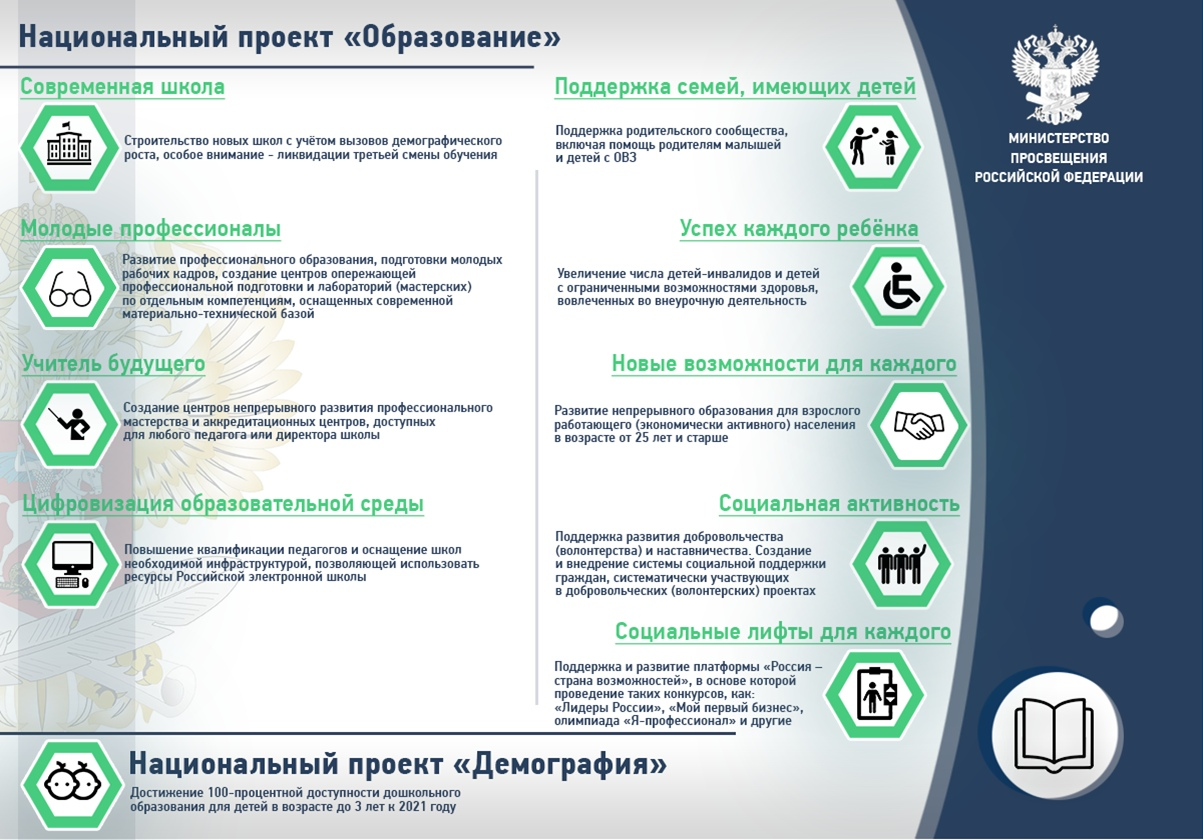 Национальный проект «Образование»
Современная школа
Строительство новых школ с учётом вызовов демографического
роста, особое внимание - ликвидации третьей смены обучения
Молодые профессионалы
Развитие профессионального образования, подготовки молодых
рабочих кадров, создание центров опережающей
профессиональной подготовки и лабораторий (мастерских)
по отдельным компетенциям, оснащенных современной
материально-технической базой
Учитель будущего
Создание центров непрерывного развития профессионального
мастерства и аккредитационных центров, доступных
для любого педагога или директора школы
Цифровизация образовательной среды
Повышение квалификации педагогов и оснащение школ
необходимой инфраструктурой, позволяющей использовать
ресурсы Российской электронной школы
Поддержка семей, имеющих детей
Поддержка родительского сообщества,
включая помощь родителям малышей
и детей с ОВЗ
Успех каждого ребёнка
Увеличение числа детей-инвалидов и детей
с ограниченными возможностями здоровья,
вовлеченных во внеурочную деятельность
Новые возможности для каждого
Развитие непрерывного образования для взрослого
работающего (экономически активного) населения
в возрасте от 25 лет и старше
Социальная активность
Поддержка развития добровольчества
(волонтерства) и наставничества. Создание
и внедрение системы социальной поддержки
граждан, систематически участвующих
в добровольческих (волонтерских) проектах
Социальные лифты для каждого
Поддержка и развитие платформы «Россия –
страна возможностей», в основе которой
проведение таких конкурсов, как:
«Лидеры России», «Мой первый бизнес»,
олимпиада «Я-профессионал» и другие
Национальный проект «Демография»
Достижение 100-процентной доступности дошкольного
образования для детей в возрасте до 3 лет к 2021 году
МИНИСТЕРСТВО
ПРОСВЕЩЕНИЯ
РОССИЙСКОЙ ФЕДЕРАЦИИ